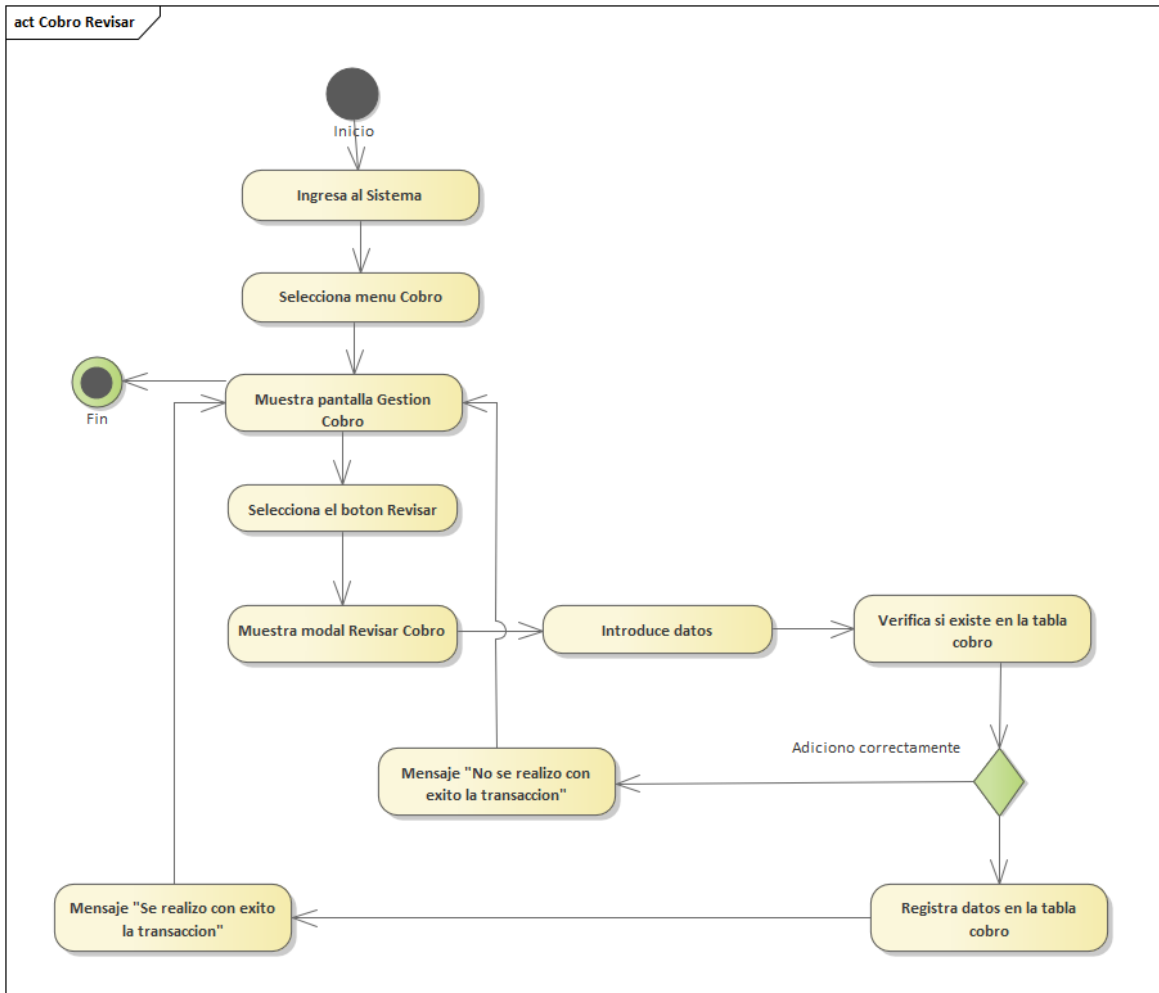 act Cobro Revisar
Inicio
Ingresa al Sistema
Selecciona menu Cobro
Muestra pantalla Gestion
Cobro
Fin
Selecciona el boton Revisar
Muestra modal Revisar Cobro
Introduce datos
Verifica si existe en la tabla
cobro
Adiciono correctamente
Mensaje "No se realizo con
exito la transaccion"
Registra datos en la tabla
cobro
Mensaje "Se realizo con exito
la transaccion"